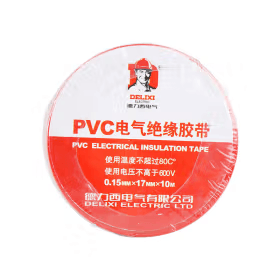 DELIXI
ELECTRIC
德力西电气
PVC电气绝缘胶带
PVC ELECTRICAL INSULATION TAPE
使用温度不超过80C°
使用电压不高于600V
0.15MM×17MM×10M
德力西电气有限公司
DELIXI ELECTRIC LTD